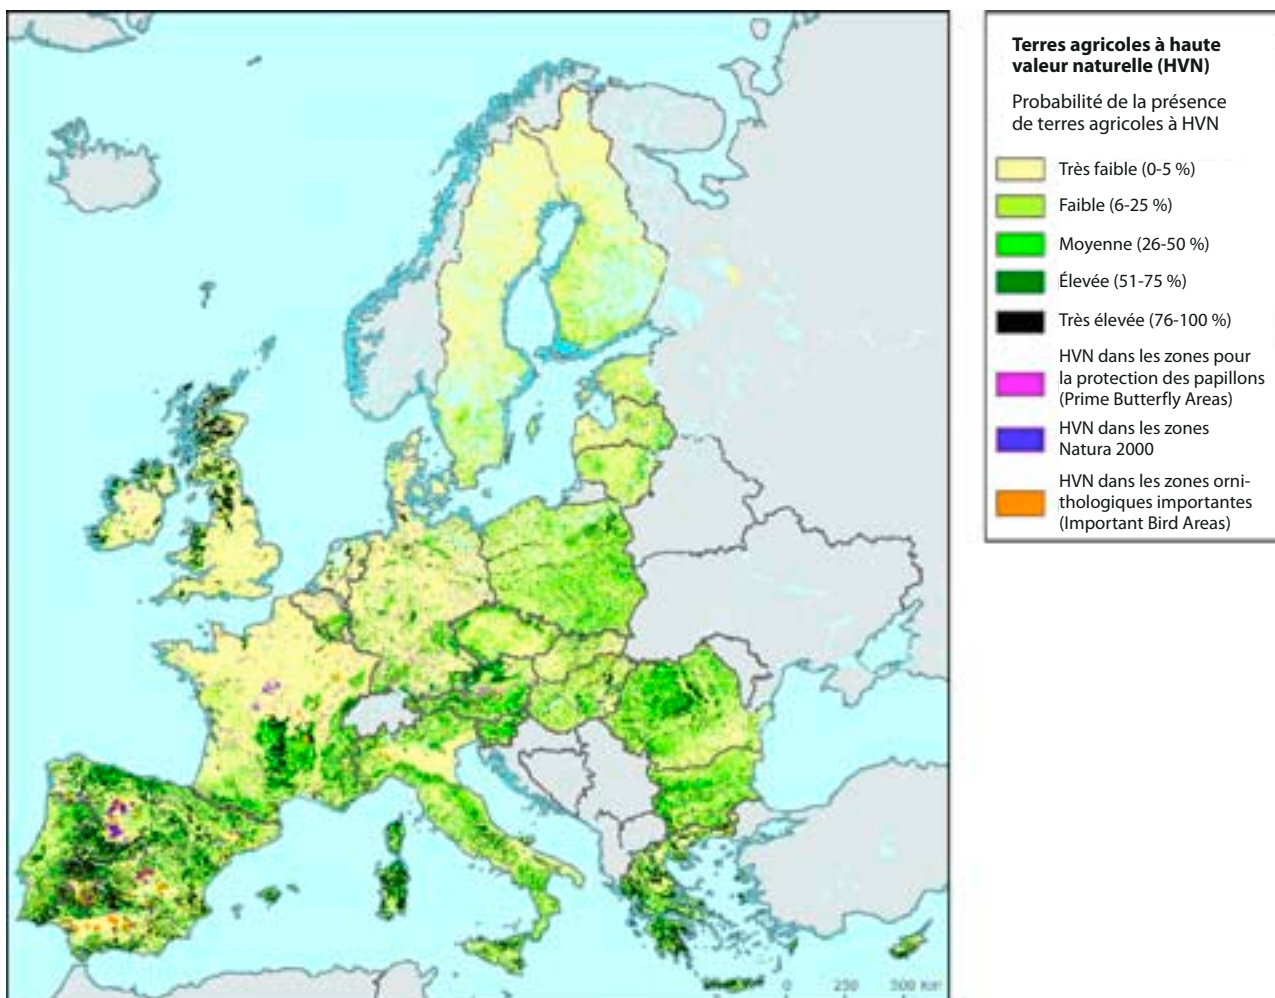 Terres agricoles à haute
valeur naturelle (HVN)
Probabilité de la présence
de terres agricoles à HVN
Très faible (0-5 %)
Faible (6-25 %)
Moyenne (26-50 %)
Élevée (51-75 %)
Très élevée (76-100 %)
HVN dans les zones pour
la protection des papillons
(Prime Butterfly Areas)
HVN dans les zones
Natura 2000
HVN dans les zones orni-
thologiques importantes
(Important Bird Areas)
0 250 500 Km